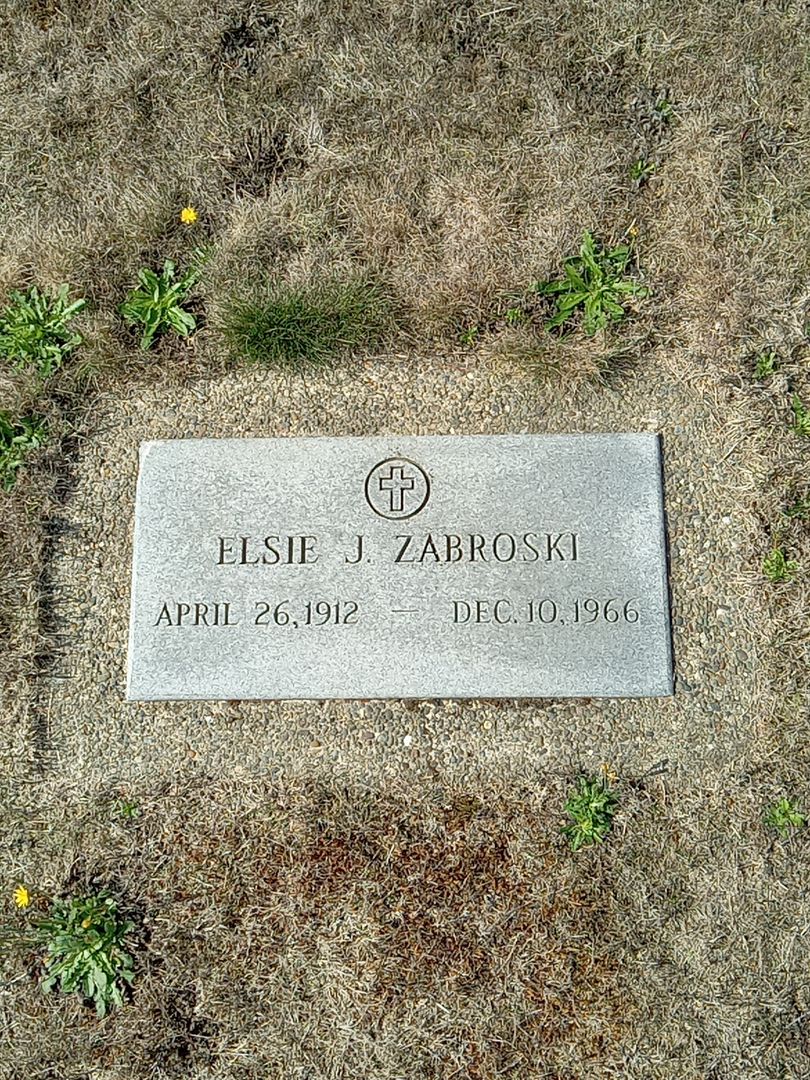 ELSIE J. ZABROSKI
APRIL 26, 1912 — DEC. 10, 1966